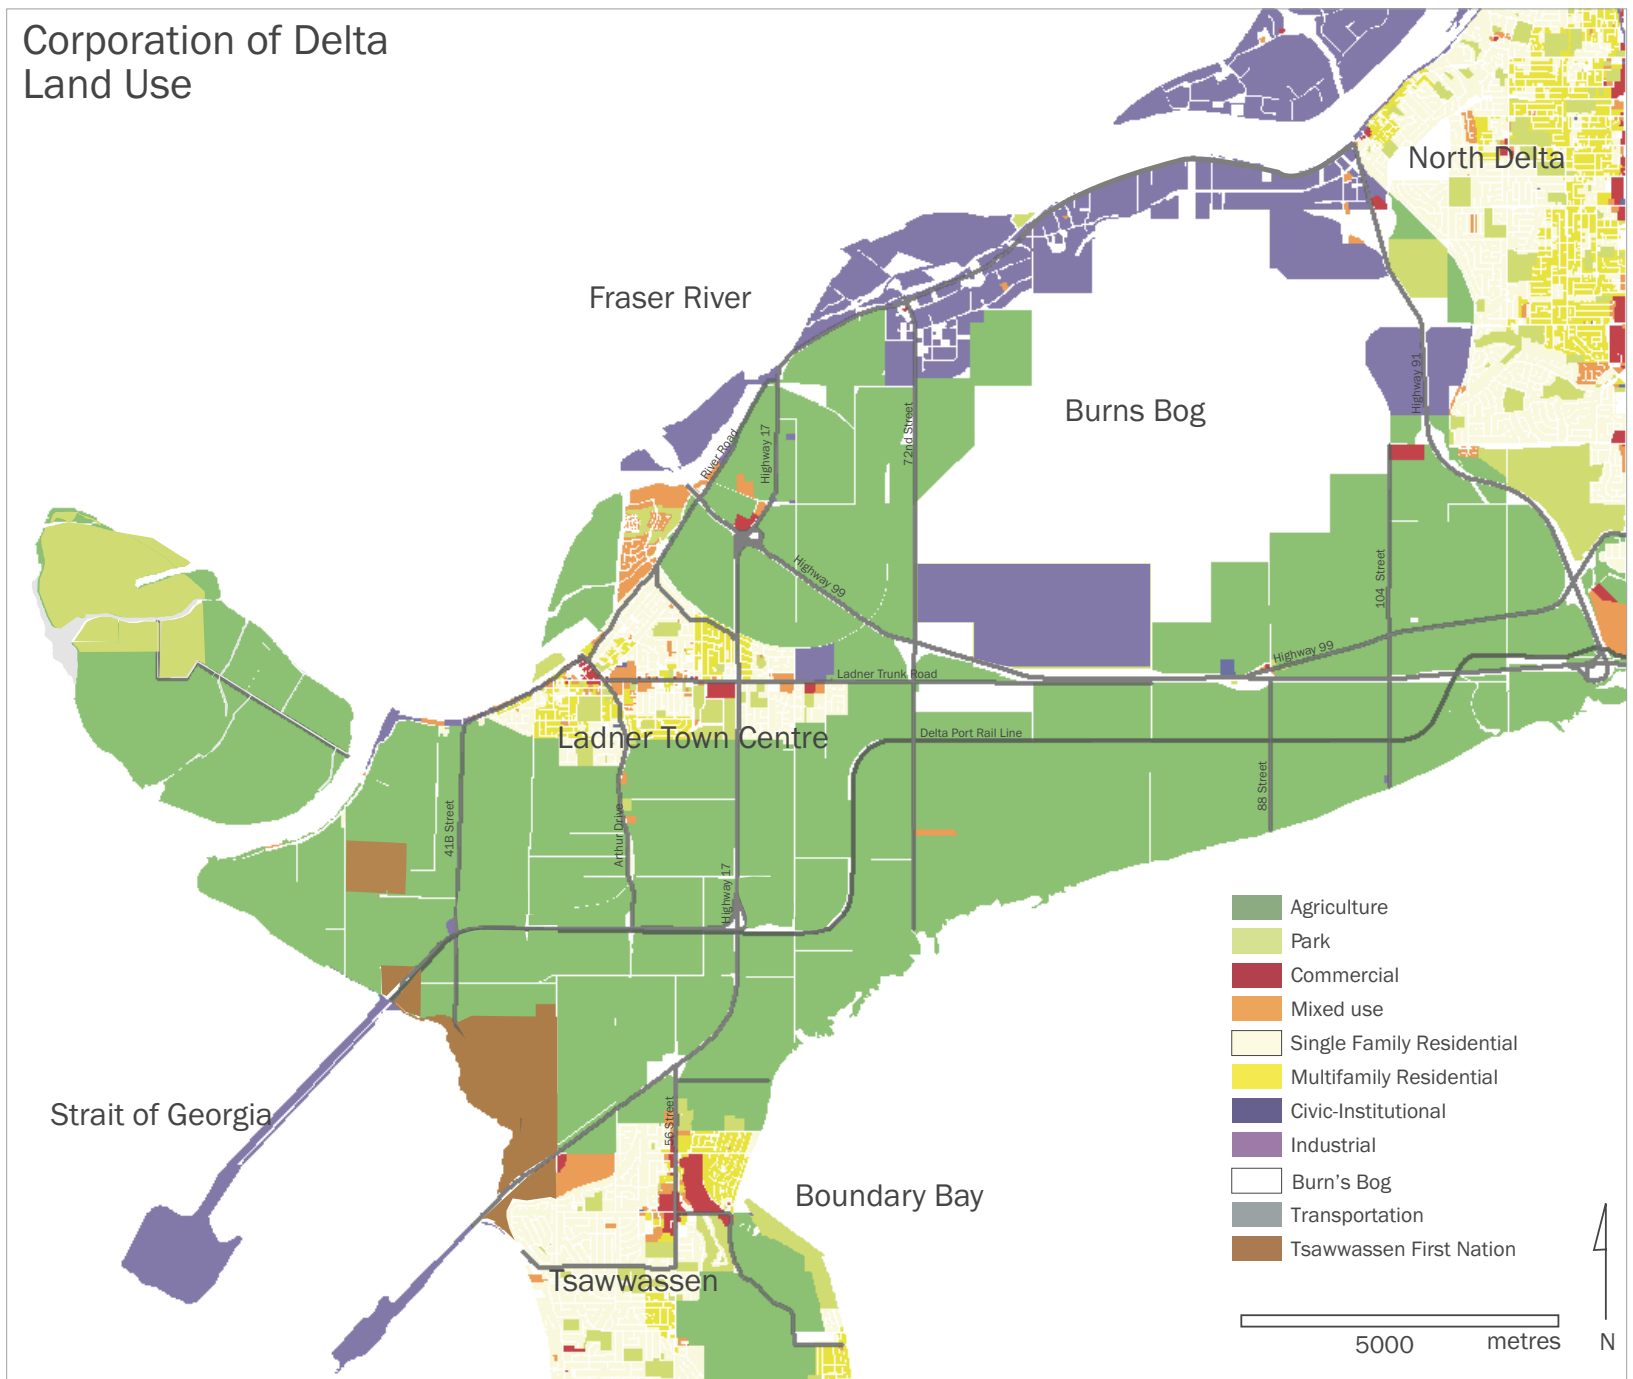 Corporation of Delta
Land Use
North Delta
Fraser River
Burns Bog
Highway 91
River Road
Highway 17
72nd Street
Highway 99
104 Street
Highway 99
Ladner Trunk Road
Ladner Town Centre
Delta Port Rail Line
88 Street
41B Street
Arthur Drive
Highway 17
Strait of Georgia
56 Street
Boundary Bay
Tsawwassen
Agriculture
Park
Commercial
Mixed use
Single Family Residential
Multifamily Residential
Civic-Institutional
Industrial
Burn's Bog
Transportation
Tsawwassen First Nation
5000 metres
N